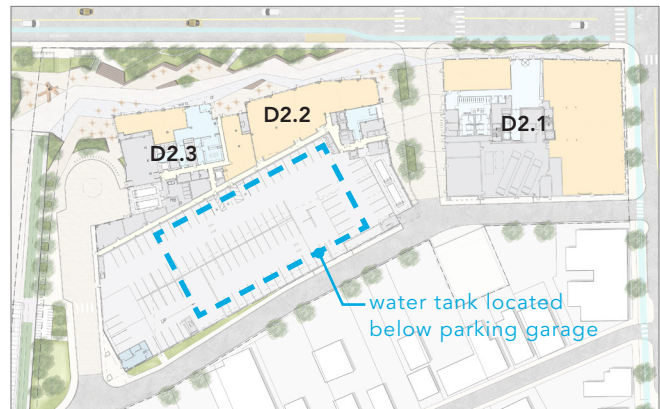 D2.2
D2.1
D2.3
water tank located
below parking garage